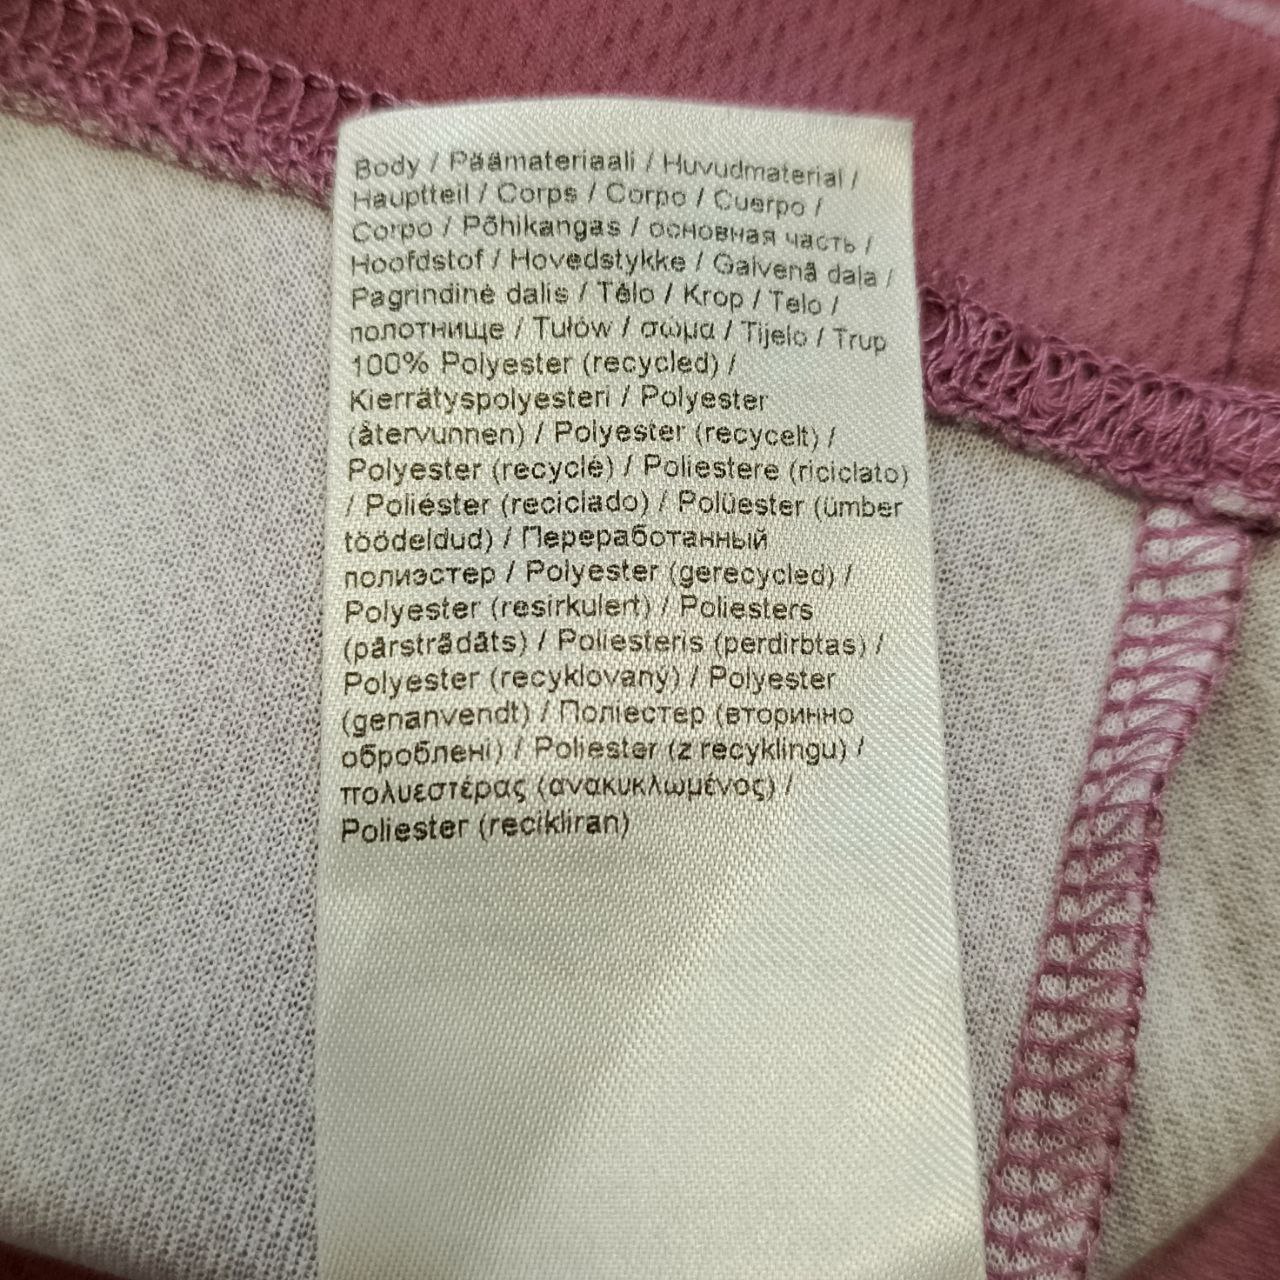 Body / Päämateriaali / Huvudmaterial /
Hauptteil / Corps / Corpo / Cuerpo /
Corpo / Põhikangas / основная часть /
Hoofdstof / Hovedstykke / Galvenā daļa /
Pagrindinė dalis / Tělo / Krop / Telo /
полотнище / Tułów / σώμα / Tijelo / Trup
100% Polyester (recycled) /
Kierrätyspolyesteri / Polyester
(återvunnen) / Polyester (recycelt) /
Polyester (recyclé) / Poliestere (riciclato)
/ Poliéster (reciclado) / Polüester (ümber
töödeldud) / Переработанный
полиэстер / Polyester (gerecycled) /
Polyester (resirkulert) / Poliesters
(pārstrādāts) / Poliesteris (perdirbtas) /
Polyester (recyklovaný) / Polyester
(genanvendt) / Поліестер (вторинно
оброблені) / Poliester (z recyklingu) /
πολυεστέρας (ανακυκλωμένος) /
Poliester (recikliran)